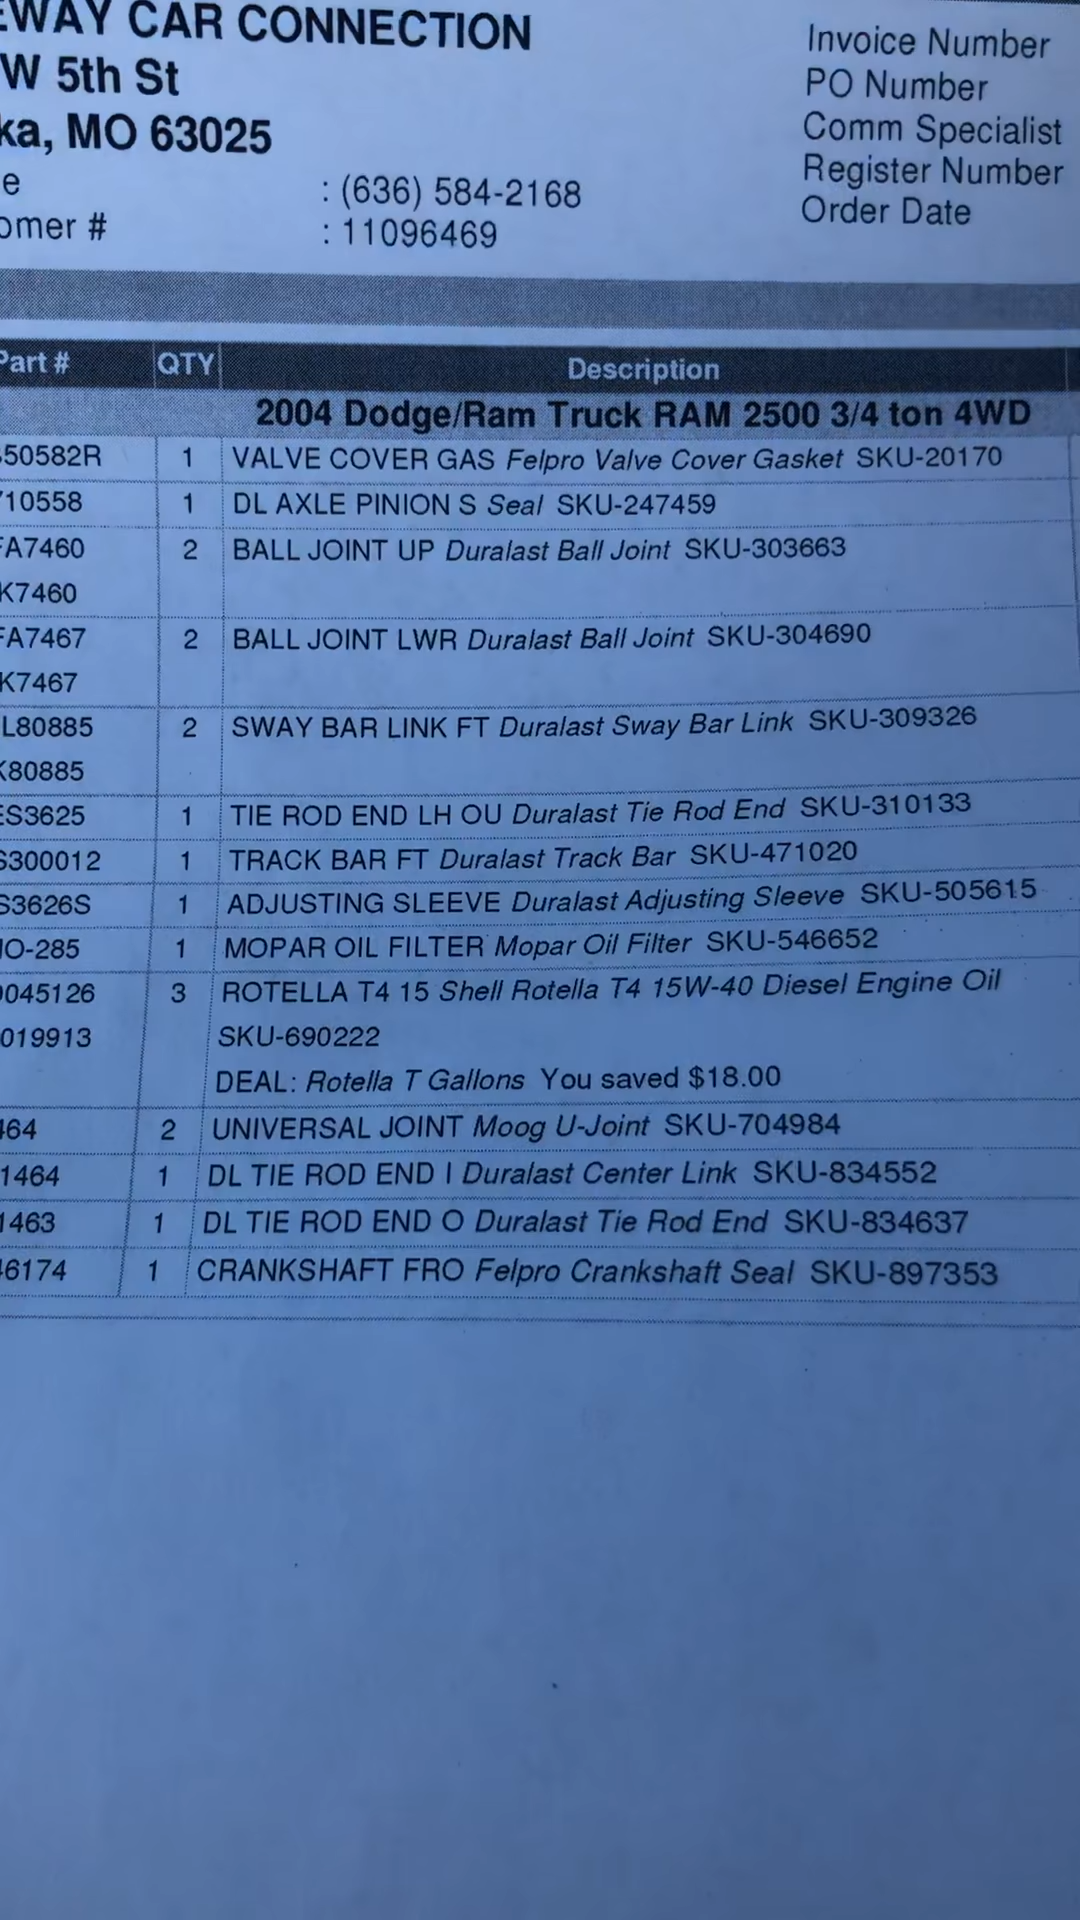 EWAY CAR CONNECTION
W 5th St
ka, MO 63025
e : (636) 584-2168
omer # : 11096469
Invoice Number
PO Number
Comm Specialist
Register Number
Order Date
Part # QTY Description
2004 Dodge/Ram Truck RAM 2500 3/4 ton 4WD
50582R 1 VALVE COVER GAS Felpro Valve Cover Gasket SKU-20170
710558 1 DL AXLE PINION S Seal SKU-247459
FA7460 2 BALL JOINT UP Duralast Ball Joint SKU-303663
K7460
FA7467 2 BALL JOINT LWR Duralast Ball Joint SKU-304690
K7467
L80885 2 SWAY BAR LINK FT Duralast Sway Bar Link SKU-309326
K80885
ES3625 1 TIE ROD END LH OU Duralast Tie Rod End SKU-310133
S300012 1 TRACK BAR FT Duralast Track Bar SKU-471020
S3626S 1 ADJUSTING SLEEVE Duralast Adjusting Sleeve SKU-505615
MO-285 1 MOPAR OIL FILTER Mopar Oil Filter SKU-546652
045126 3 ROTELLA T4 15 Shell Rotella T4 15W-40 Diesel Engine Oil
019913 SKU-690222
DEAL: Rotella T Gallons You saved $18.00
464 2 UNIVERSAL JOINT Moog U-Joint SKU-704984
1464 1 DL TIE ROD END I Duralast Center Link SKU-834552
1463 1 DL TIE ROD END O Duralast Tie Rod End SKU-834637
46174 1 CRANKSHAFT FRO Felpro Crankshaft Seal SKU-897353